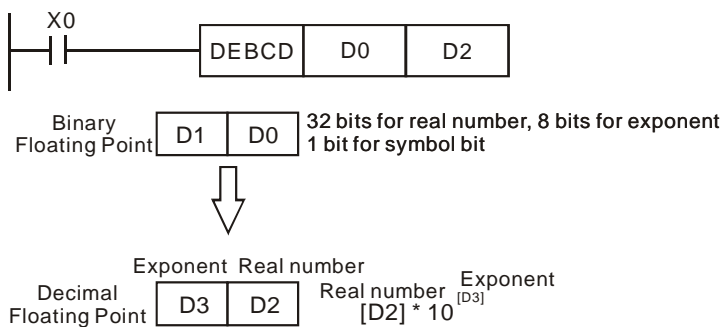 X0
DEBCD D0 D2
Binary
Floating Point
D1 D0
32 bits for real number, 8 bits for exponent
1 bit for symbol bit
Exponent Real number
Decimal
Floating Point
D3 D2
Real number Exponent
[D2] * 10 [D3]